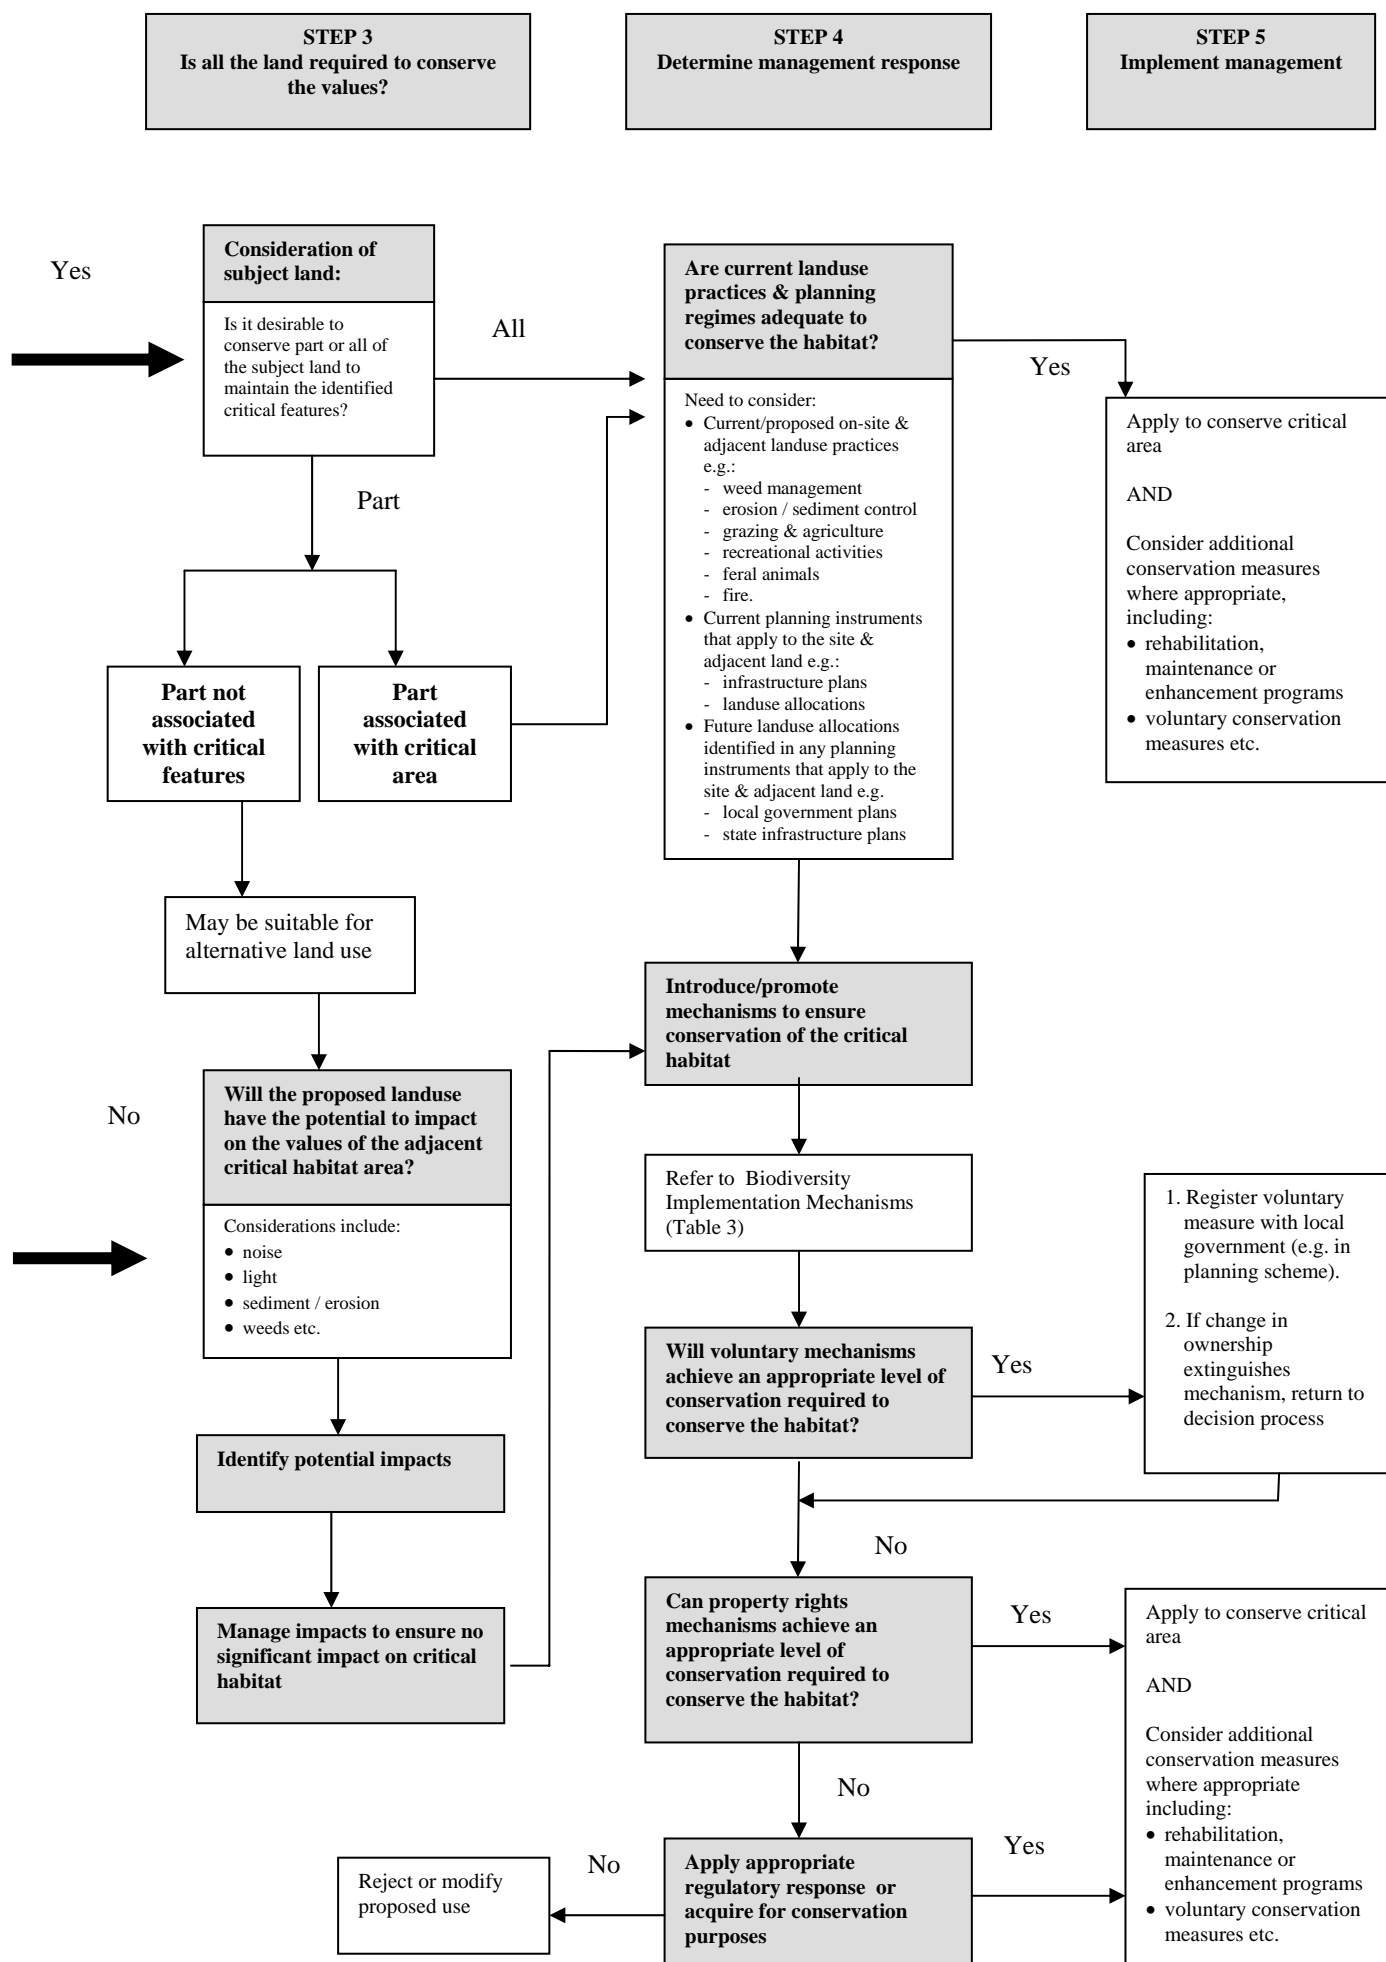 STEP 3
Is all the land required to conserve
the values?
STEP 4
Determine management response
STEP 5
Implement management
Yes
Consideration of
subject land:
Is it desirable to
conserve part or all of
the subject land to
maintain the identified
critical features?
All
Part
Part not
associated
with critical
features
Part
associated
with critical
area
May be suitable for
alternative land use
No
Will the proposed landuse
have the potential to impact
on the values of the adjacent
critical habitat area?
Considerations include:
• noise
• light
• sediment / erosion
• weeds etc.
Identify potential impacts
Manage impacts to ensure no
significant impact on critical
habitat
Are current landuse
practices & planning
regimes adequate to
conserve the habitat?
Need to consider:
• Current/proposed on-site &
adjacent landuse practices
e.g.:
- weed management
- erosion / sediment control
- grazing & agriculture
- recreational activities
- feral animals
- fire.
• Current planning instruments
that apply to the site &
adjacent land e.g.:
- infrastructure plans
- landuse allocations
• Future landuse allocations
identified in any planning
instruments that apply to the
site & adjacent land e.g.
- local government plans
- state infrastructure plans
Yes
Apply to conserve critical
area
AND
Consider additional
conservation measures
where appropriate,
including:
• rehabilitation,
maintenance or
enhancement programs
• voluntary conservation
measures etc.
Introduce/promote
mechanisms to ensure
conservation of the critical
habitat
Refer to Biodiversity
Implementation Mechanisms
(Table 3)
Will voluntary mechanisms
achieve an appropriate level of
conservation required to
conserve the habitat?
Yes
1. Register voluntary
measure with local
government (e.g. in
planning scheme).
2. If change in
ownership
extinguishes
mechanism, return to
decision process
No
Can property rights
mechanisms achieve an
appropriate level of
conservation required to
conserve the habitat?
Yes
No
Apply appropriate
regulatory response or
acquire for conservation
purposes
Yes
No
Reject or modify
proposed use
Apply to conserve critical
area
AND
Consider additional
conservation measures
where appropriate
including:
• rehabilitation,
maintenance or
enhancement programs
• voluntary conservation
measures etc.